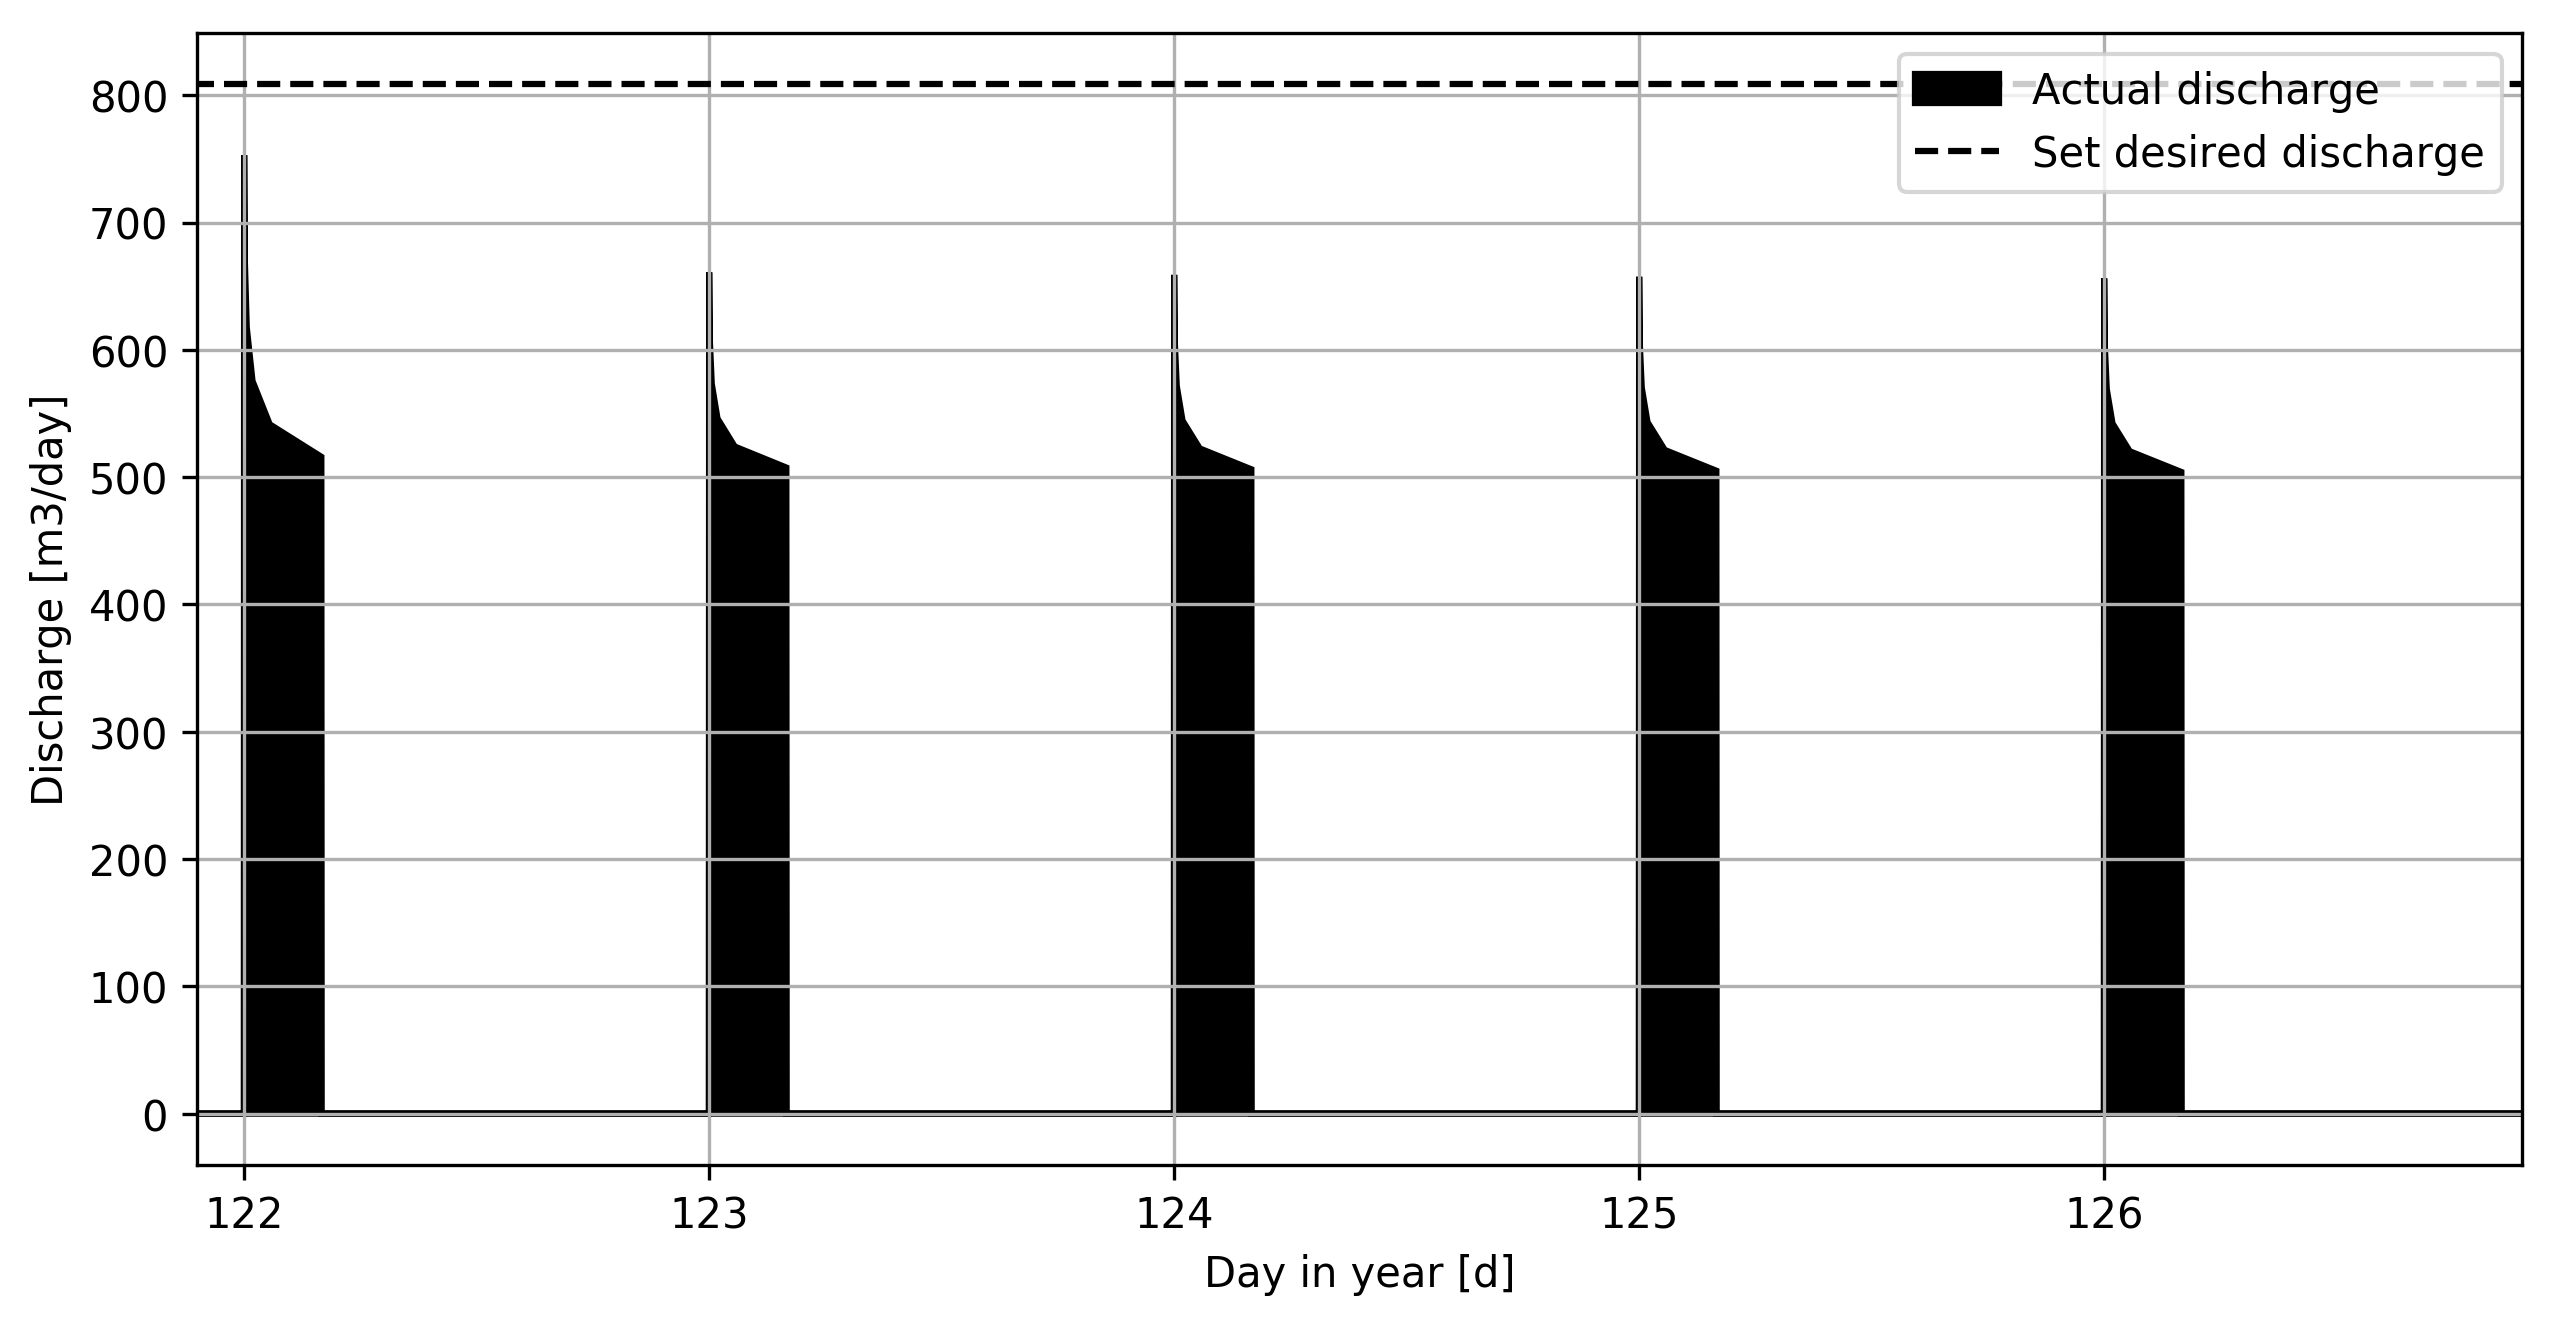 Discharge [m3/day]
800
700
600
500
400
300
200
100
0
Actual discharge
Set desired discharge
122 123 124 125 126
Day in year [d]